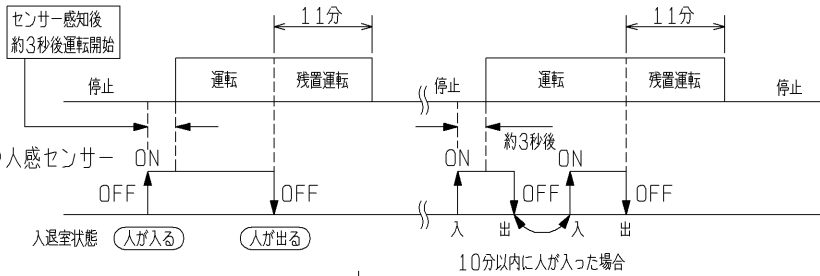 センサー感知後
約3秒後運転開始
11分
11分
停止
運転
残置運転
停止
運転
残置運転
停止
約3秒後
人感センサー
ON
ON
ON
OFF
OFF
OFF
OFF
入退室状態
人が入る
人が出る
入
出
入
出
10分以内に人が入った場合